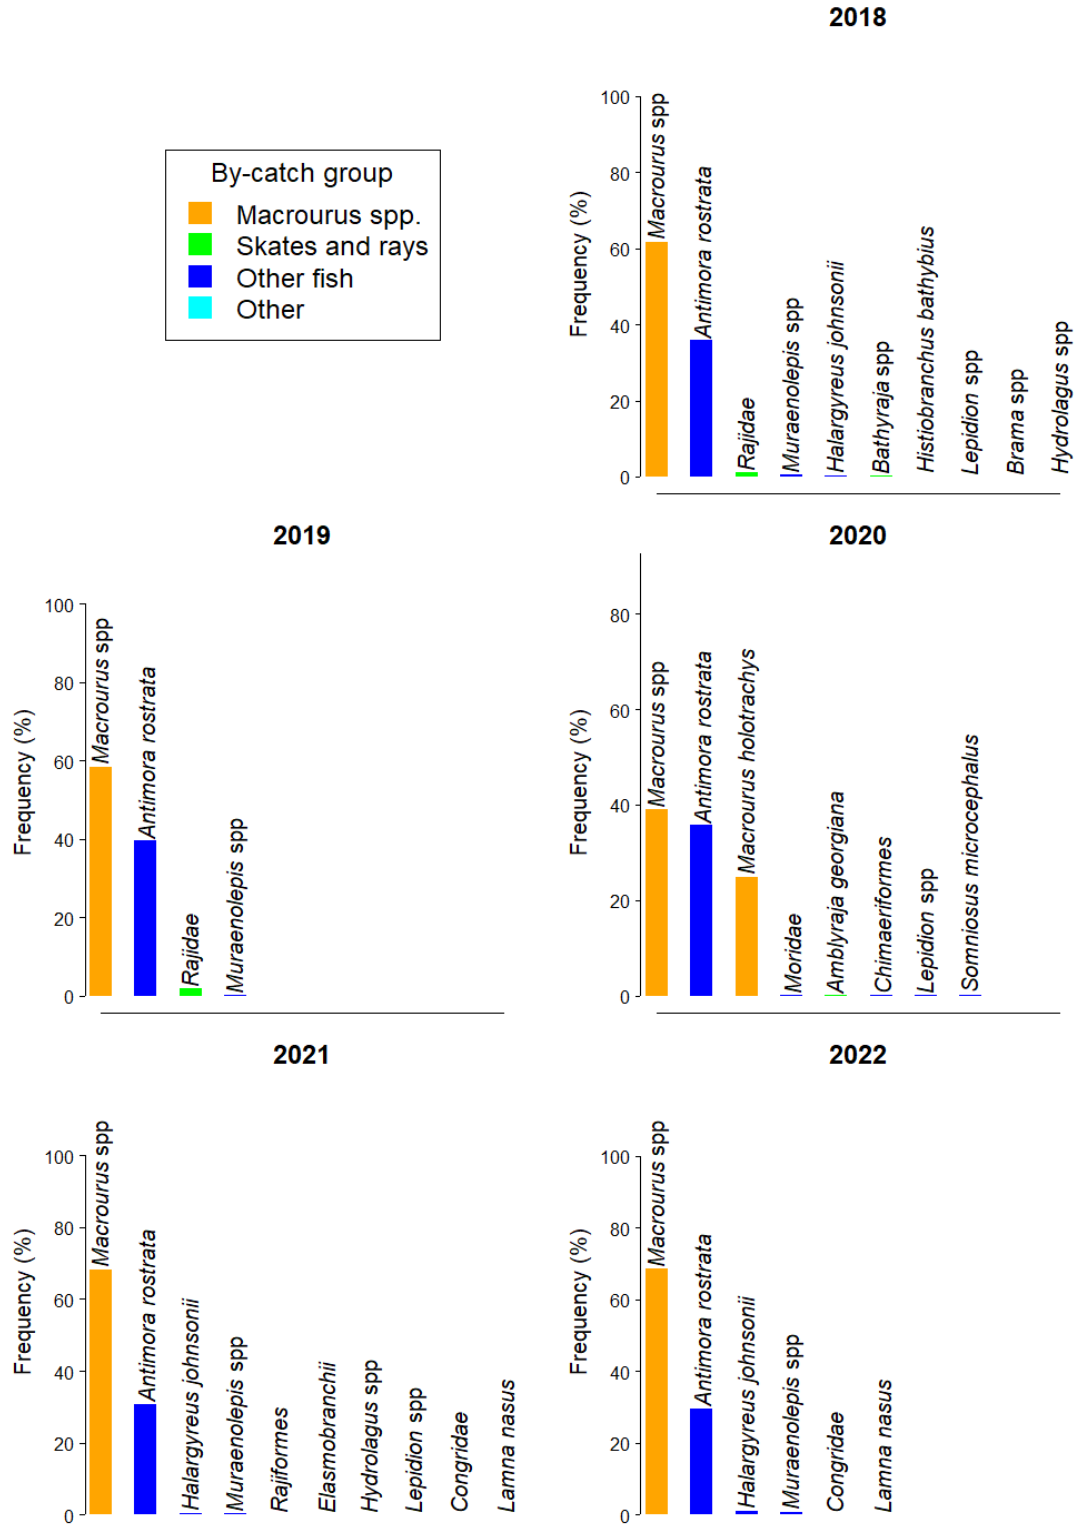 2018
By-catch group
Macrourus spp.
Skates and rays
Other fish
Other
Frequency (%)
100
80
60
40
20
0
Macrourus spp
Antimora rostrata
Rajidae
Muraenolepis spp
Halargyreus johnsonii
Bathyraja spp
Histiobranchus bathybius
Lepidion spp
Brama spp
Hydrolagus spp
2019
Frequency (%)
100
80
60
40
20
0
Macrourus spp
Antimora rostrata
Rajidae
Muraenolepis spp
2020
Frequency (%)
80
60
40
20
0
Macrourus spp
Antimora rostrata
Macrourus holotrachys
Moridae
Amblyraja georgiana
Chimaeriformes
Lepidion spp
Somniosus microcephalus
2021
Frequency (%)
100
80
60
40
20
0
Macrourus spp
Antimora rostrata
Halargyreus johnsonii
Muraenolepis spp
Rajiformes
Elasmobranchii
Hydrolagus spp
Lepidion spp
Congridae
Lamna nasus
2022
Frequency (%)
100
80
60
40
20
0
Macrourus spp
Antimora rostrata
Halargyreus johnsonii
Muraenolepis spp
Congridae
Lamna nasus